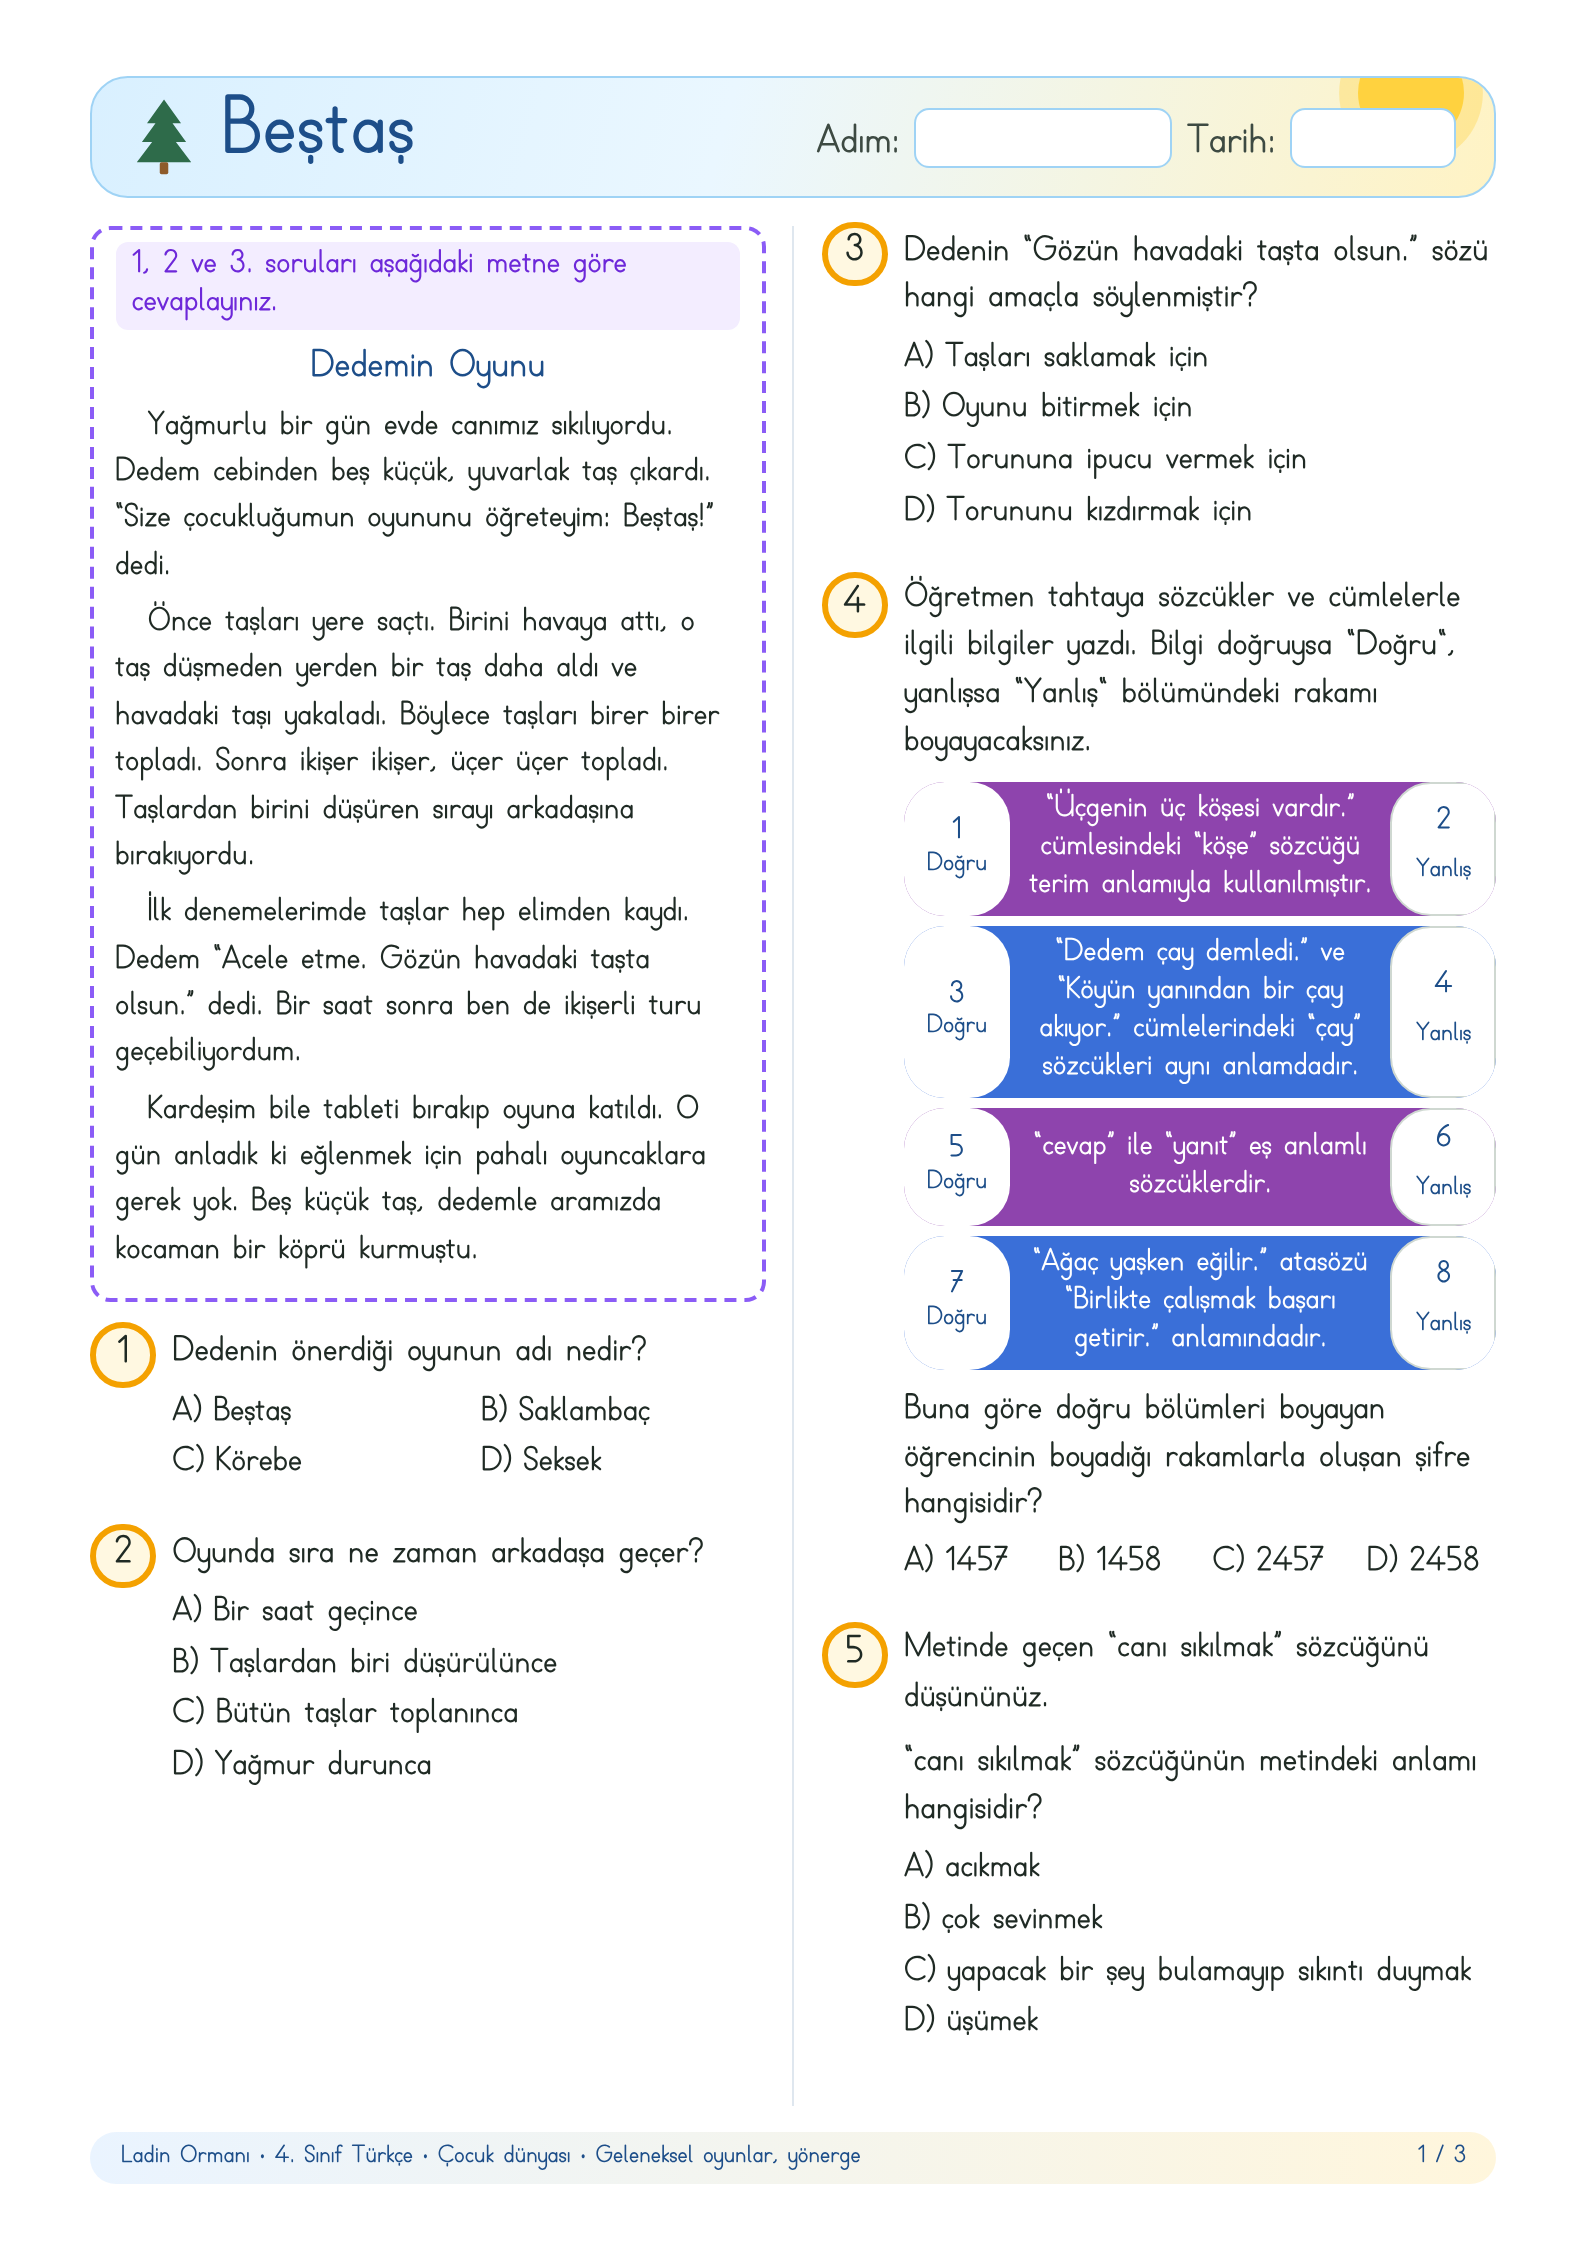 Beştaş
Adım:
Tarih:
1, 2 ve 3. soruları aşağıdaki metne göre
cevaplayınız.
Dedemin Oyunu
Yağmurlu bir gün evde canımız sıkılıyordu.
Dedem cebinden beş küçük, yuvarlak taş çıkardı.
“Size çocukluğumun oyununu öğreteyim: Beştaş!”
dedi.
Önce taşları yere saçtı. Birini havaya attı, o
taş düşmeden yerden bir taş daha aldı ve
havadaki taşı yakaladı. Böylece taşları birer birer
topladı. Sonra ikişer ikişer, üçer üçer topladı.
Taşlardan birini düşüren sırayı arkadaşına
bırakıyordu.
İlk denemelerimde taşlar hep elimden kaydı.
Dedem “Acele etme. Gözün havadaki taşta
olsun.” dedi. Bir saat sonra ben de ikişerli turu
geçebiliyordum.
Kardeşim bile tableti bırakıp oyuna katıldı. O
gün anladık ki eğlenmek için pahalı oyuncaklara
gerek yok. Beş küçük taş, dedemle aramızda
kocaman bir köprü kurmuştu.
1
Dedenin önerdiği oyunun adı nedir?
A) Beştaş B) Saklambaç
C) Körebe D) Seksek
2
Oyunda sıra ne zaman arkadaşa geçer?
A) Bir saat geçince
B) Taşlardan biri düşürülünce
C) Bütün taşlar toplanınca
D) Yağmur durunca
3
Dedenin “Gözün havadaki taşta olsun.” sözü
hangi amaçla söylenmiştir?
A) Taşları saklamak için
B) Oyunu bitirmek için
C) Torununa ipucu vermek için
D) Torununu kızdırmak için
4
Öğretmen tahtaya sözcükler ve cümlelerle
ilgili bilgiler yazdı. Bilgi doğruysa “Doğru“,
yanlışsa “Yanlış“ bölümündeki rakamı
boyayacaksınız.
1
Doğru
“Üçgenin üç köşesi vardır.”
cümlesindeki “köşe” sözcüğü
terim anlamıyla kullanılmıştır.
2
Yanlış
3
Doğru
“Dedem çay demledi.” ve
“Köyün yanından bir çay
akıyor.” cümlelerindeki “çay”
sözcükleri aynı anlamdadır.
4
Yanlış
5
Doğru
“cevap” ile “yanıt” eş anlamlı
sözcüklerdir.
6
Yanlış
7
Doğru
“Ağaç yaşken eğilir.” atasözü
“Birlikte çalışmak başarı
getirir.” anlamındadır.
8
Yanlış
Buna göre doğru bölümleri boyayan
öğrencinin boyadığı rakamlarla oluşan şifre
hangisidir?
A) 1457 B) 1458 C) 2457 D) 2458
5
Metinde geçen “canı sıkılmak” sözcüğünü
düşününüz.
“canı sıkılmak” sözcüğünün metindeki anlamı
hangisidir?
A) acıkmak
B) çok sevinmek
C) yapacak bir şey bulamayıp sıkıntı duymak
D) üşümek
Ladin Ormanı • 4. Sınıf Türkçe • Çocuk dünyası • Geleneksel oyunlar, yönerge
1 / 3